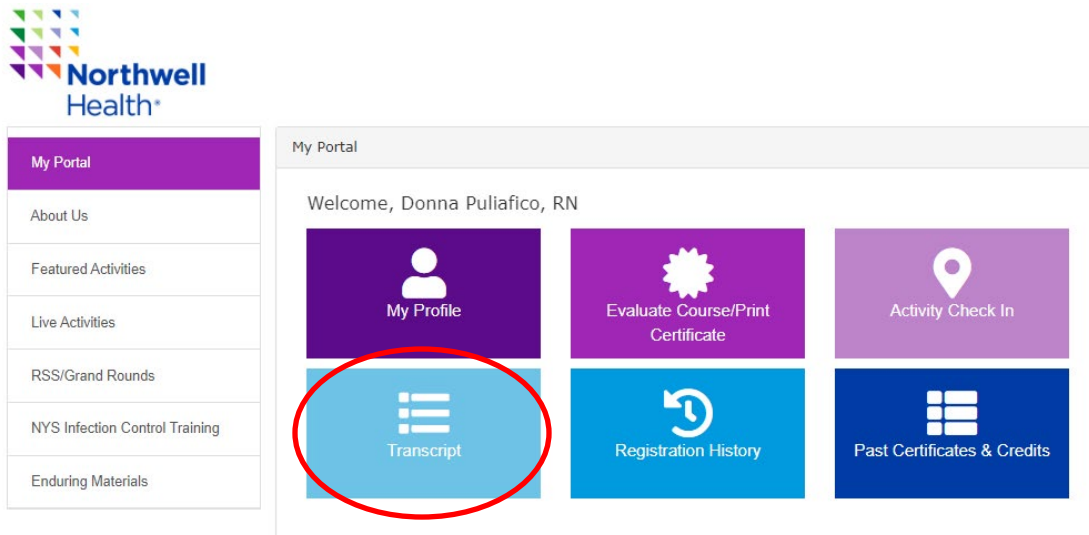 Northwell
Health
My Portal
About Us
Featured Activities
Live Activities
RSS/Grand Rounds
NYS Infection Control Training
Enduring Materials
My Portal
Welcome, Donna Puliafico, RN
My Profile
Evaluate Course/Print
Certificate
Activity Check In
Transcript
Registration History
Past Certificates & Credits